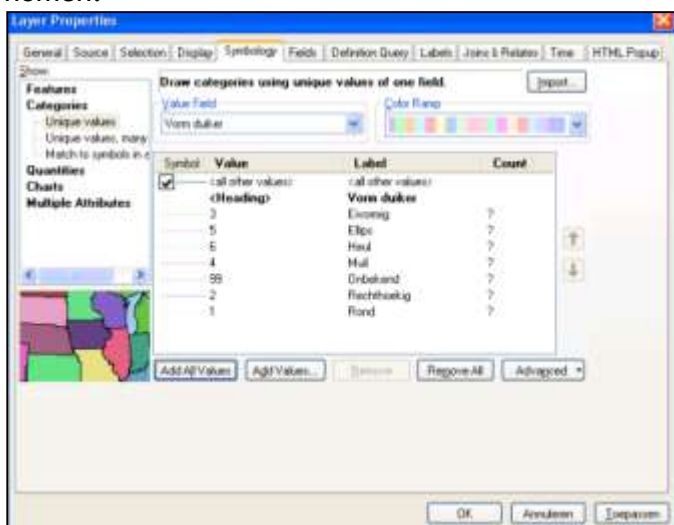 Layer Properties
General Source Selection Display Symbology Fields Definition Query Labels Joins & Relates Time HTML Popup
Show:
Features
Categories
Unique values
Unique values, many
Match to symbols in a
Quantities
Charts
Multiple Attributes
Draw categories using unique values of one field.
Import...
Value Field
Color Ramp
Vorm duiker
Symbol Value Label Count
<all other values> <all other values>
<Heading> Vorm duiker
3 Eivormig ?
5 Ellips ?
6 Heul ?
4 Muil ?
99 Onbekend ?
2 Rechthoekig ?
1 Rond ?
Add All Values Add Values... Remove Remove All Advanced
OK Annuleren Toepassen